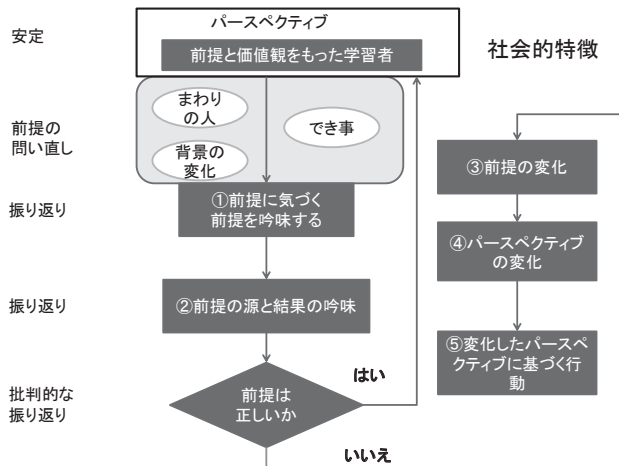 安定
パースペクティブ
前提と価値観をもった学習者
社会的特徴
前提の
問い直し
まわり
の人
でき事
背景の
変化
振り返り
①前提に気づく
前提を吟味する
振り返り
②前提の源と結果の吟味
批判的な
振り返り
前提は
正しいか
はい
いいえ
③前提の変化
④パースペクティブ
の変化
⑤変化したパースペ
クティブに基づく行
動